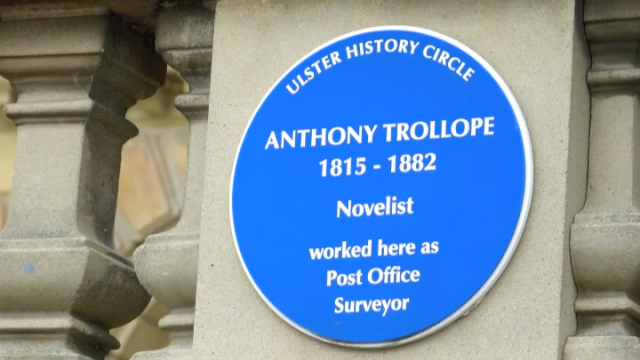 ULSTER HISTORY CIRCLE
ANTHONY TROLLOPE
1815 - 1882
Novelist
worked here as
Post Office
Surveyor